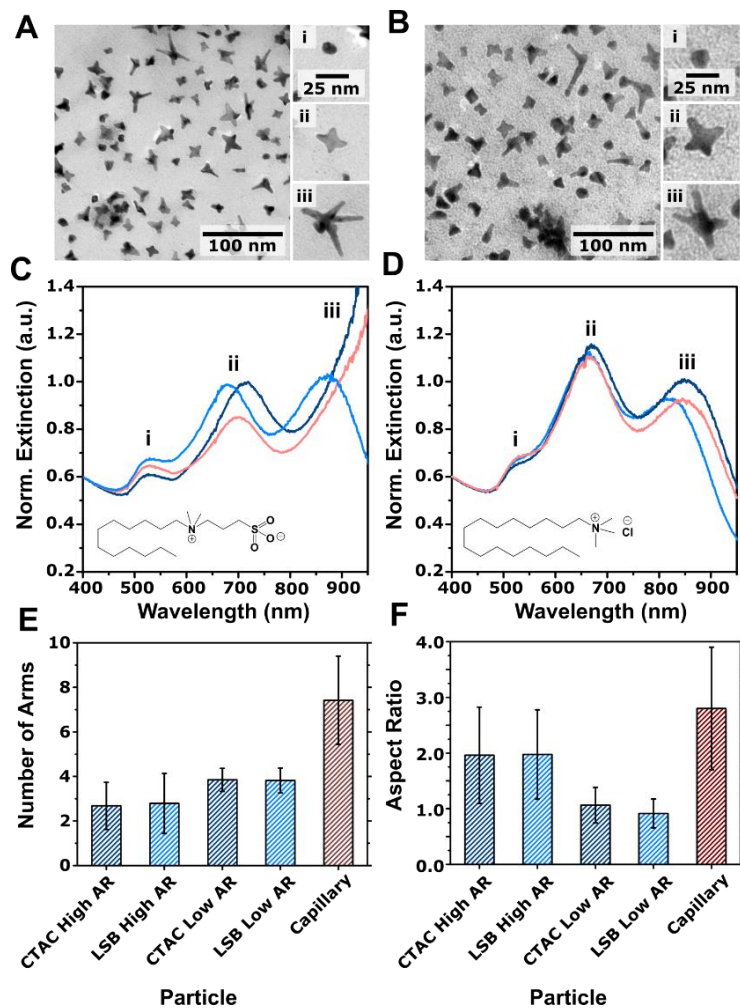 A
i
25 nm
ii
iii
100 nm
B
i
25 nm
ii
iii
100 nm
C
Norm. Extinction (a.u.)
1.4
1.2
1.0
0.8
0.6
0.4
0.2
i
ii
iii
N
⊕
S
O
O
O
⊖
400 500 600 700 800 900
Wavelength (nm)
D
Norm. Extinction (a.u.)
1.4
1.2
1.0
0.8
0.6
0.4
0.2
i
ii
iii
⊕
N
⊖
Cl
400 500 600 700 800 900
Wavelength (nm)
E
Number of Arms
10
8
6
4
2
0
CTAC High AR
LSB High AR
CTAC Low AR
LSB Low AR
Capillary
Particle
F
Aspect Ratio
4.0
3.0
2.0
1.0
0.0
CTAC High AR
LSB High AR
CTAC Low AR
LSB Low AR
Capillary
Particle